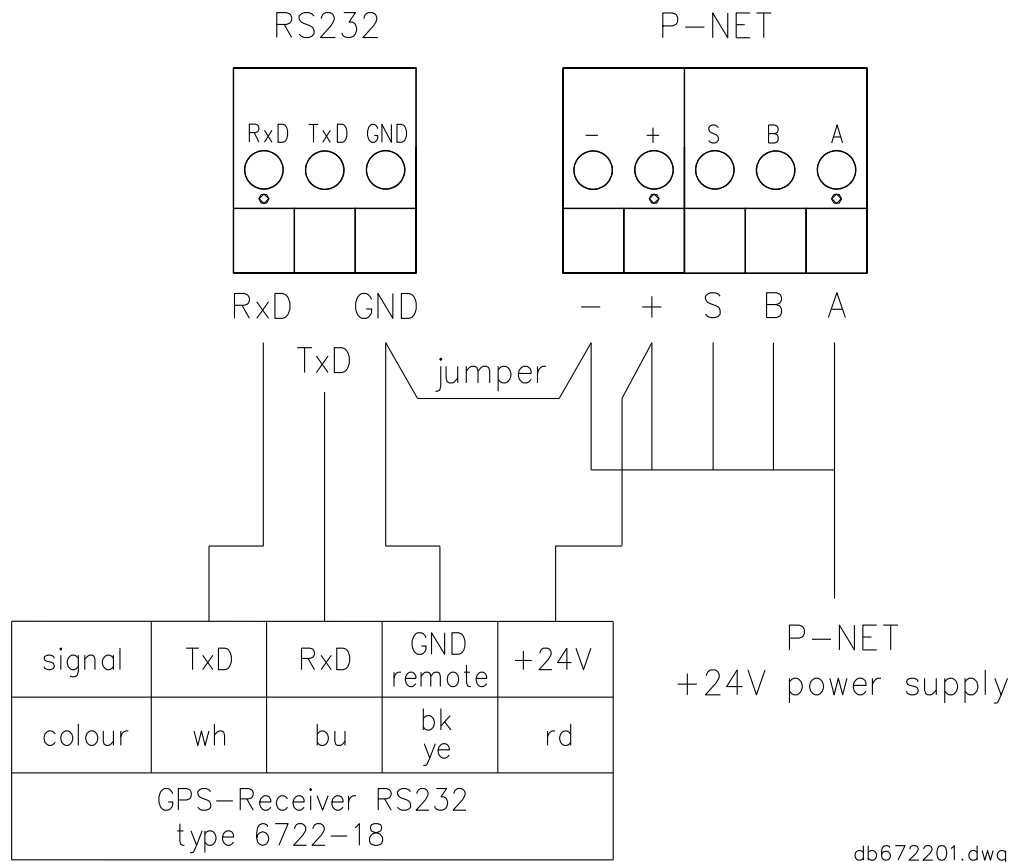 RS232 P-NET
RxD TxD GND - + S B A
RxD GND - + S B A
TxD jumper
signal TxD RxD GND remote +24V
colour wh bu bk ye rd
GPS-Receiver RS232
type 6722-18
P-NET
+24V power supply
db672201.dwg